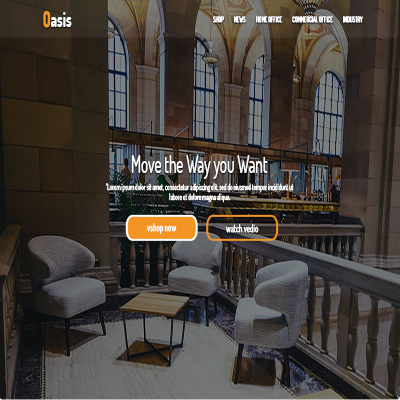 Oasis
SHOP NEWS HOME OFFICE COMMERCIAL OFFICE INDUSTRY
Move the Way you Want
"Lorem ipsum dolor sit amet, consectetur adipiscing elit, sed do eiusmod tempor incididunt ut
labore et dolore magna aliqua.
vshop now watch vedio